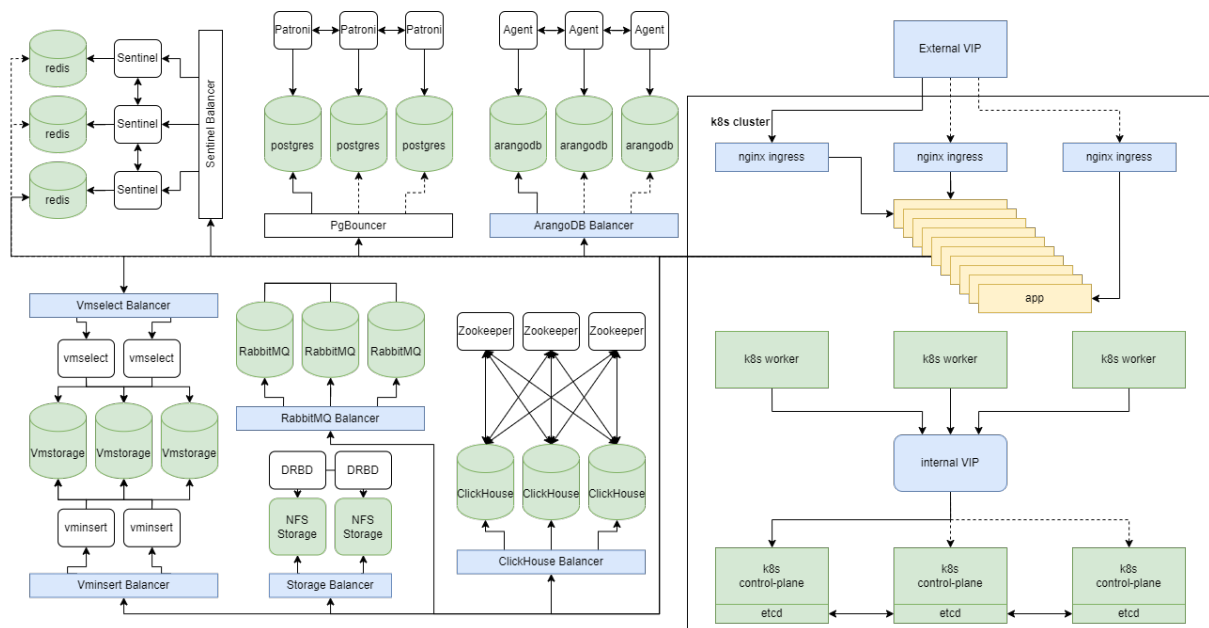 Patroni
Patroni
Patroni
Agent
Agent
Agent
External VIP
redis
Sentinel
redis
Sentinel
redis
Sentinel
Sentinel Balancer
postgres
postgres
postgres
arangodb
arangodb
arangodb
PgBouncer
ArangoDB Balancer
k8s cluster
nginx ingress
nginx ingress
nginx ingress
app
Vmselect Balancer
vmselect
vmselect
Vmstorage
Vmstorage
Vmstorage
vminsert
vminsert
Vminsert Balancer
RabbitMQ
RabbitMQ
RabbitMQ
RabbitMQ Balancer
DRBD
DRBD
NFS
Storage
NFS
Storage
Storage Balancer
Zookeeper
Zookeeper
Zookeeper
ClickHouse
ClickHouse
ClickHouse
ClickHouse Balancer
k8s worker
k8s worker
k8s worker
internal VIP
k8s
control-plane
k8s
control-plane
k8s
control-plane
etcd
etcd
etcd